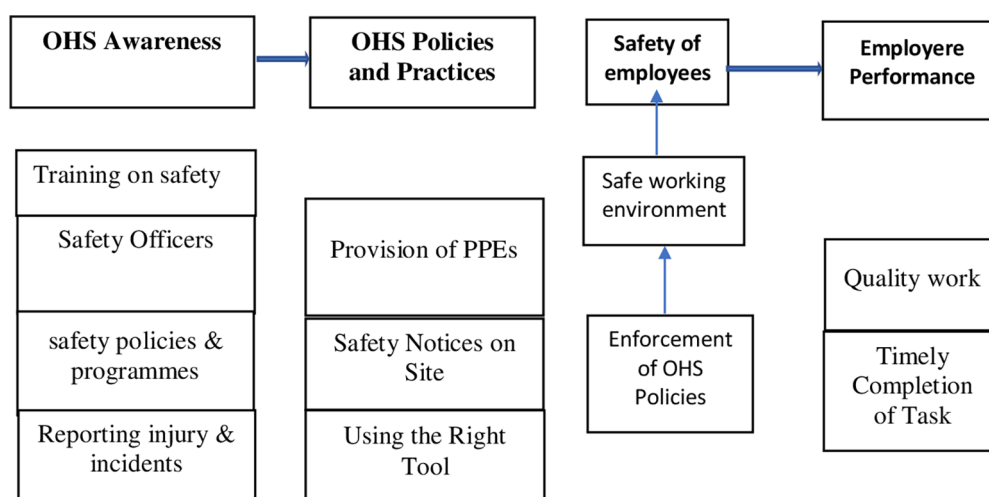 OHS Awareness
OHS Policies
and Practices
Safety of
employees
Employere
Performance
Training on safety
Safety Officers
safety policies &
programmes
Reporting injury &
incidents
Provision of PPEs
Safety Notices on
Site
Using the Right
Tool
Safe working
environment
Enforcement
of OHS
Policies
Quality work
Timely
Completion
of Task